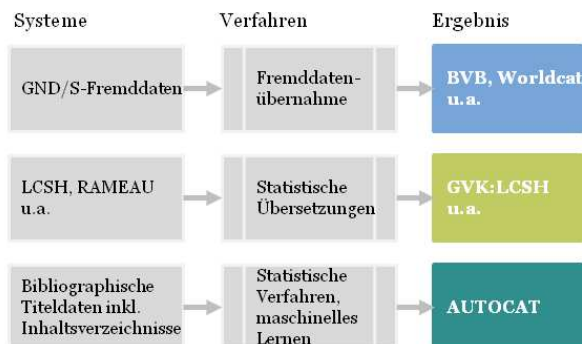 Systeme
Verfahren
Ergebnis
GND/S-Fremddaten
Fremddaten-
übernahme
BVB, Worldcat
u.a.
LCSH, RAMEAU
u.a.
Statistische
Übersetzungen
GVK:LCSH
u.a.
Bibliographische
Titeldaten inkl.
Inhaltsverzeichnisse
Statistische
Verfahren,
maschinelles
Lernen
AUTOCAT